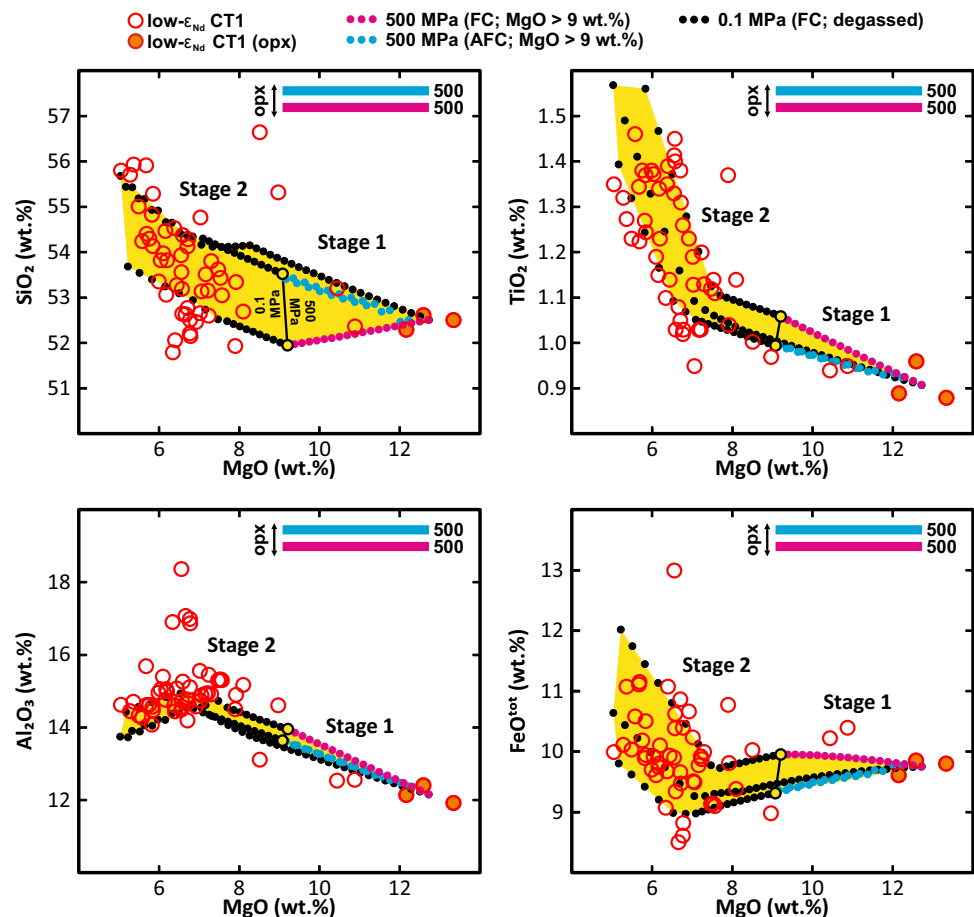 low-εNd CT1
500 MPa (FC; MgO > 9 wt.%)
0.1 MPa (FC; degassed)
low-εNd CT1 (opx)
500 MPa (AFC; MgO > 9 wt.%)
opx
500
500
57
56
55
54
53
52
51
SiO₂ (wt.%)
Stage 2
Stage 1
0.1 MPa
500 MPa
6 8 10 12
MgO (wt.%)
opx
500
500
1.5
1.4
1.3
1.2
1.1
1.0
0.9
TiO₂ (wt.%)
Stage 2
Stage 1
6 8 10 12
MgO (wt.%)
opx
500
500
18
16
14
12
Al₂O₃ (wt.%)
Stage 2
Stage 1
6 8 10 12
MgO (wt.%)
opx
500
500
13
12
11
10
9
FeOᵗᵒᵗ (wt.%)
Stage 2
Stage 1
6 8 10 12
MgO (wt.%)